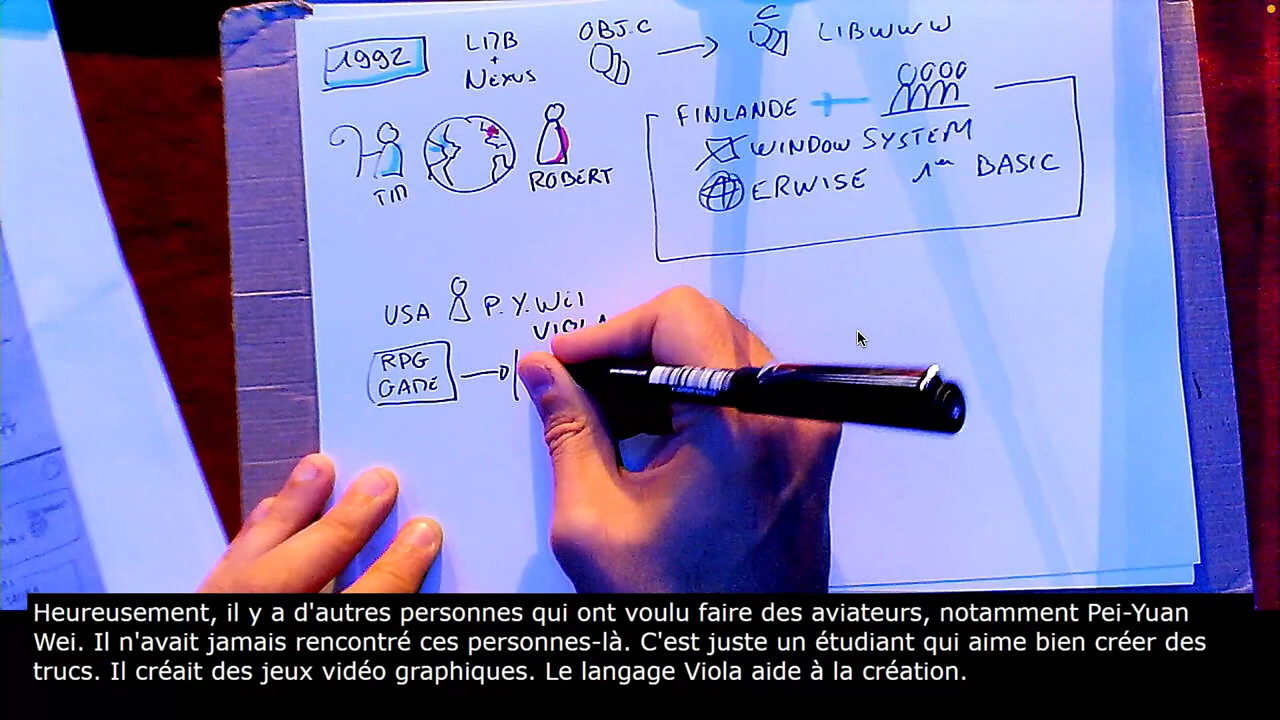 1992
LIB
+
NEXUS
OBJ.C
C
LIBWWW
TIM
ROBERT
FINLANDE +
X WINDOW SYSTEM
ERWISE 1er BASIC
USA P.Y.Wei
VIOLA
RPG
GAME
Heureusement, il y a d'autres personnes qui ont voulu faire des aviateurs, notamment Pei-Yuan
Wei. Il n'avait jamais rencontré ces personnes-là. C'est juste un étudiant qui aime bien créer des
trucs. Il créait des jeux vidéo graphiques. Le langage Viola aide à la création.